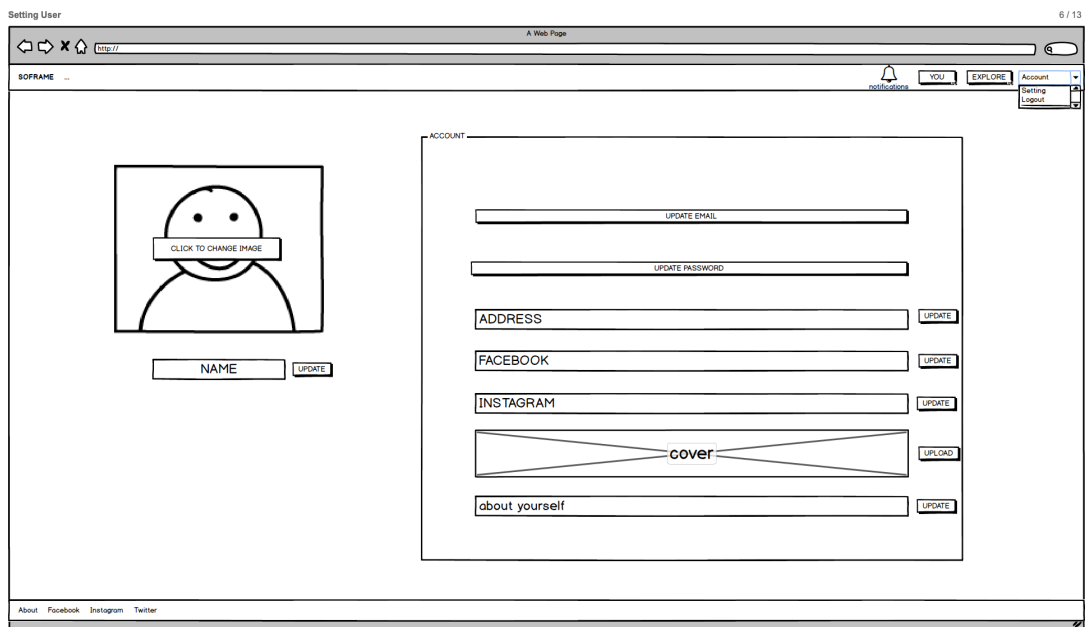 Setting User
6 / 13
A Web Page
http://
SOFRAME ...
notifications
YOU
EXPLORE
Account
Setting
Logout
ACCOUNT
CLICK TO CHANGE IMAGE
NAME
UPDATE
UPDATE EMAIL
UPDATE PASSWORD
ADDRESS
UPDATE
FACEBOOK
UPDATE
INSTAGRAM
UPDATE
cover
UPLOAD
about yourself
UPDATE
About Facebook Instagram Twitter